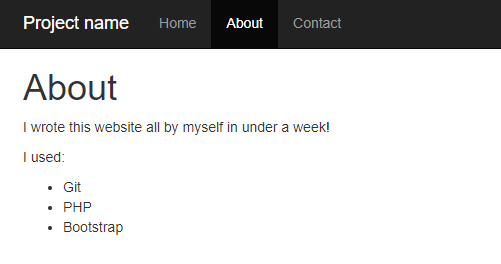 Project name Home About Contact
About
I wrote this website all by myself in under a week!
I used:
Git
PHP
Bootstrap